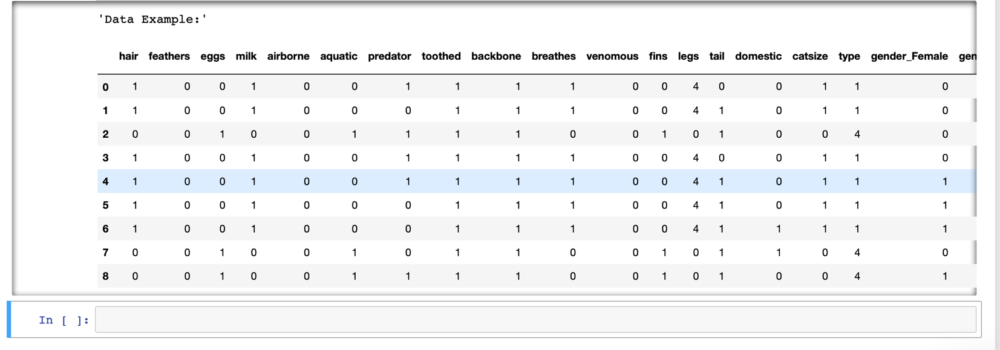 'Data Example:'
hair feathers eggs milk airborne aquatic predator toothed backbone breathes venomous fins legs tail domestic catsize type gender_Female gen
0 1 0 0 1 0 0 1 1 1 1 0 0 4 0 0 1 1 0
1 1 0 0 1 0 0 0 1 1 1 0 0 4 1 0 1 1 0
2 0 0 1 0 0 1 1 1 1 0 0 1 0 1 0 0 4 0
3 1 0 0 1 0 0 1 1 1 1 0 0 4 0 0 1 1 0
4 1 0 0 1 0 0 1 1 1 1 0 0 4 1 0 1 1 1
5 1 0 0 1 0 0 0 1 1 1 0 0 4 1 0 1 1 1
6 1 0 0 1 0 0 0 1 1 1 0 0 4 1 1 1 1 1
7 0 0 1 0 0 1 0 1 1 0 0 1 0 1 1 0 4 0
8 0 0 1 0 0 1 1 1 1 0 0 1 0 1 0 0 4 1
In [ ]: